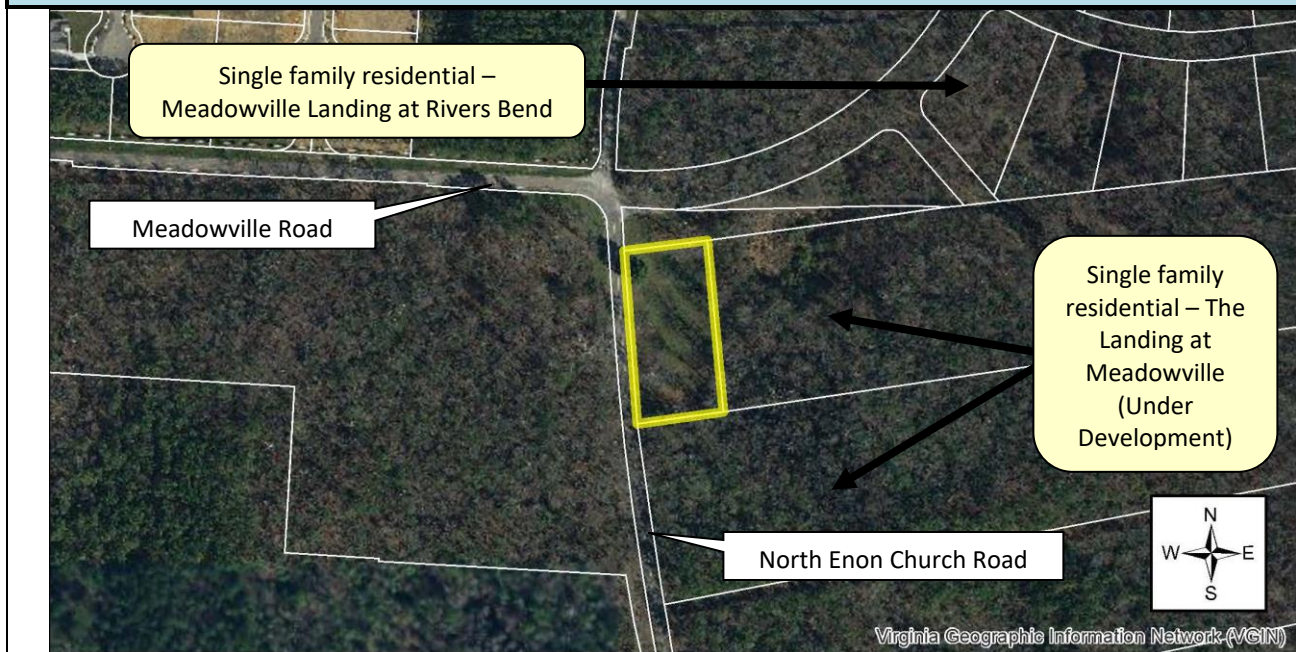 Single family residential –
Meadowville Landing at Rivers Bend
Meadowville Road
Single family
residential – The
Landing at
Meadowville
(Under
Development)
North Enon Church Road
N
W E
S
Virginia Geographic Information Network (VGIN)